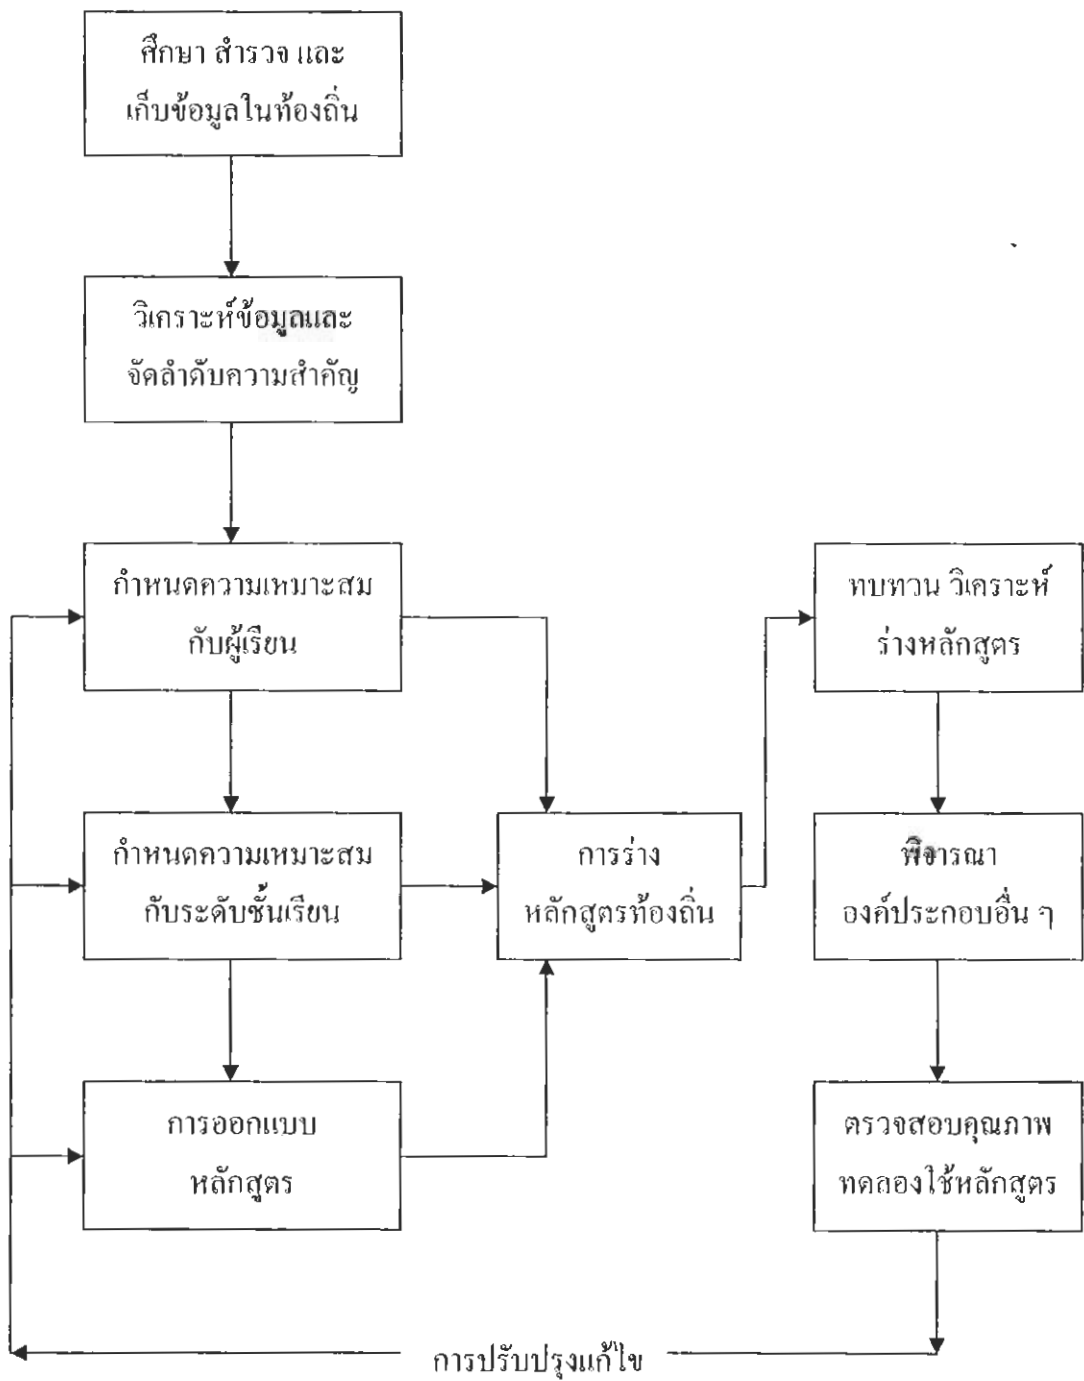 ศึกษา สำรวจ และ
เก็บข้อมูลในท้องถิ่น
วิเคราะห์ข้อมูลและ
จัดลำดับความสำคัญ
กำหนดความเหมาะสม
กับผู้เรียน
กำหนดความเหมาะสม
กับระดับชั้นเรียน
การออกแบบ
หลักสูตร
การร่าง
หลักสูตรท้องถิ่น
ทบทวน วิเคราะห์
ร่างหลักสูตร
พิจารณา
องค์ประกอบอื่น ๆ
ตรวจสอบคุณภาพ
ทดลองใช้หลักสูตร
การปรับปรุงแก้ไข